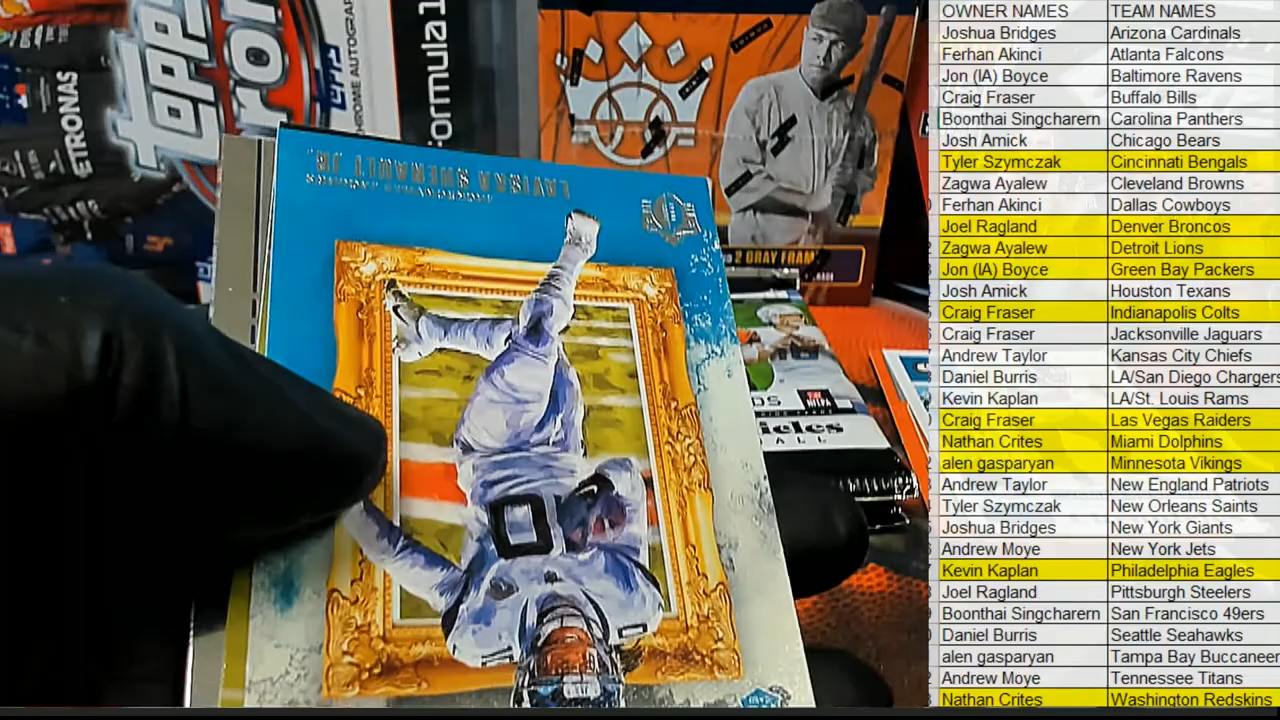 Topps
Chrome
PETRONAS
CHROME AUTOGRAPH
Formula 1
2 GRAY FRAM
LAVISKA SHENAULT JR.
JACKSONVILLE JAGUARS
OWNER NAMES TEAM NAMES
Joshua Bridges Arizona Cardinals
Ferhan Akinci Atlanta Falcons
Jon (IA) Boyce Baltimore Ravens
Craig Fraser Buffalo Bills
Boonthai Singcharern Carolina Panthers
Josh Amick Chicago Bears
Tyler Szymczak Cincinnati Bengals
Zagwa Ayalew Cleveland Browns
Ferhan Akinci Dallas Cowboys
Joel Ragland Denver Broncos
Zagwa Ayalew Detroit Lions
Jon (IA) Boyce Green Bay Packers
Josh Amick Houston Texans
Craig Fraser Indianapolis Colts
Craig Fraser Jacksonville Jaguars
Andrew Taylor Kansas City Chiefs
Daniel Burris LA/San Diego Chargers
Kevin Kaplan LA/St. Louis Rams
Craig Fraser Las Vegas Raiders
Nathan Crites Miami Dolphins
alen gasparyan Minnesota Vikings
Andrew Taylor New England Patriots
Tyler Szymczak New Orleans Saints
Joshua Bridges New York Giants
Andrew Moye New York Jets
Kevin Kaplan Philadelphia Eagles
Joel Ragland Pittsburgh Steelers
Boonthai Singcharern San Francisco 49ers
Daniel Burris Seattle Seahawks
alen gasparyan Tampa Bay Buccaneer
Andrew Moye Tennessee Titans
Nathan Crites Washington Redskins